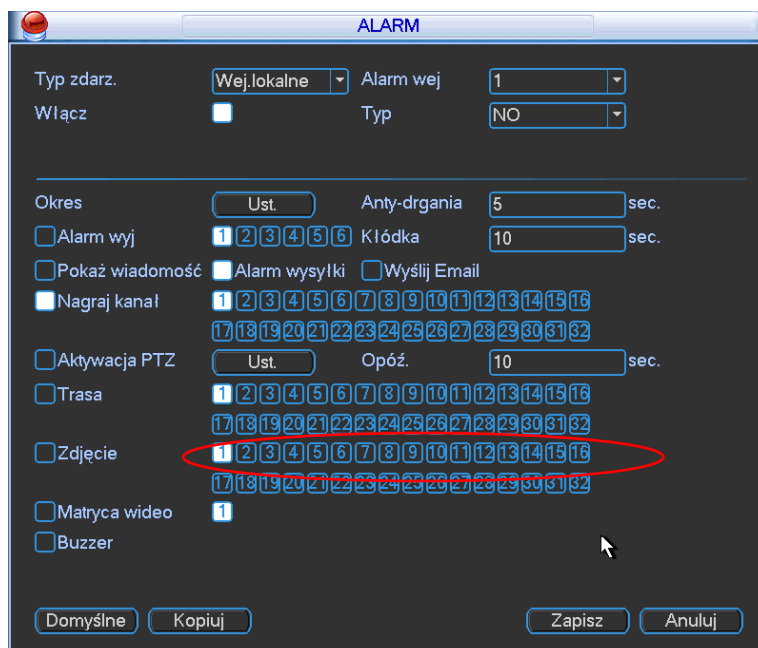 ALARM
Typ zdarz. Wej.lokalne Alarm wej 1
Włącz Typ NO
Okres Ust. Anty-drgania 5 sec.
Alarm wyj 1 2 3 4 5 6 Kłódka 10 sec.
Pokaż wiadomość Alarm wysyłki Wyślij Email
Nagraj kanał 1 2 3 4 5 6 7 8 9 10 11 12 13 14 15 16
17 18 19 20 21 22 23 24 25 26 27 28 29 30 31 32
Aktywacja PTZ Ust. Opóź. 10 sec.
Trasa 1 2 3 4 5 6 7 8 9 10 11 12 13 14 15 16
17 18 19 20 21 22 23 24 25 26 27 28 29 30 31 32
Zdjęcie 1 2 3 4 5 6 7 8 9 10 11 12 13 14 15 16
17 18 19 20 21 22 23 24 25 26 27 28 29 30 31 32
Matryca wideo 1
Buzzer
Domyślne Kopiuj Zapisz Anuluj